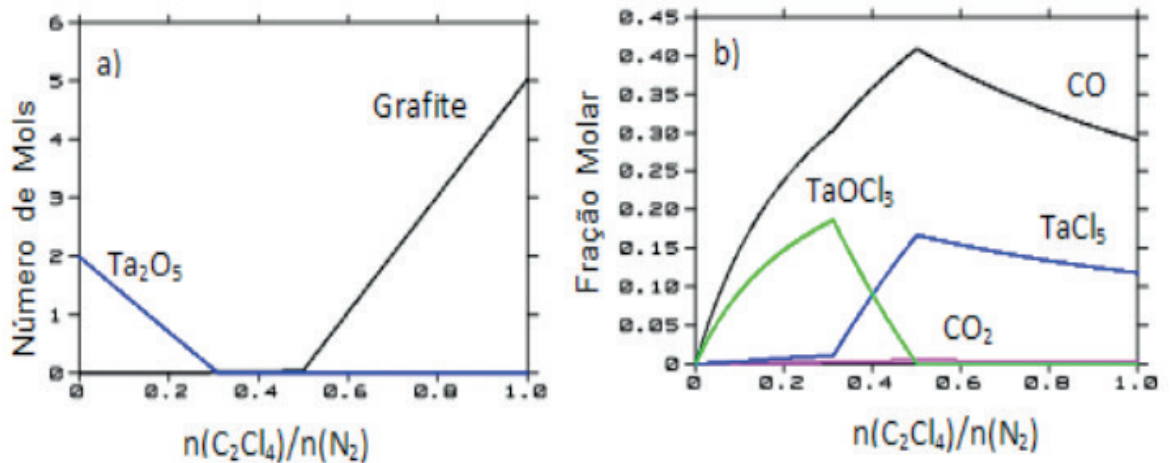 a)
Número de Mols
6
5
4
3
2
1
0
Grafite
Ta₂O₅
0 0.2 0.4 0.6 0.8 1.0
n(C₂Cl₄)/n(N₂)
b)
Fração Molar
0.45
0.40
0.35
0.30
0.25
0.20
0.15
0.10
0.05
0
CO
TaOCl₃
TaCl₅
CO₂
0 0.2 0.4 0.6 0.8 1.0
n(C₂Cl₄)/n(N₂)